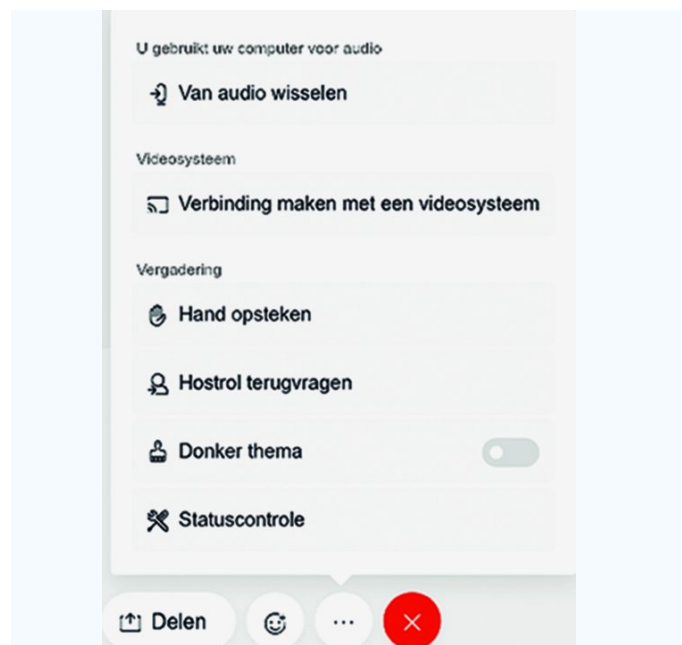 U gebruikt uw computer voor audio
Van audio wisselen
Videosysteem
Verbinding maken met een videosysteem
Vergadering
Hand opsteken
Hostrol terugvragen
Donker thema
Statuscontrole
Delen